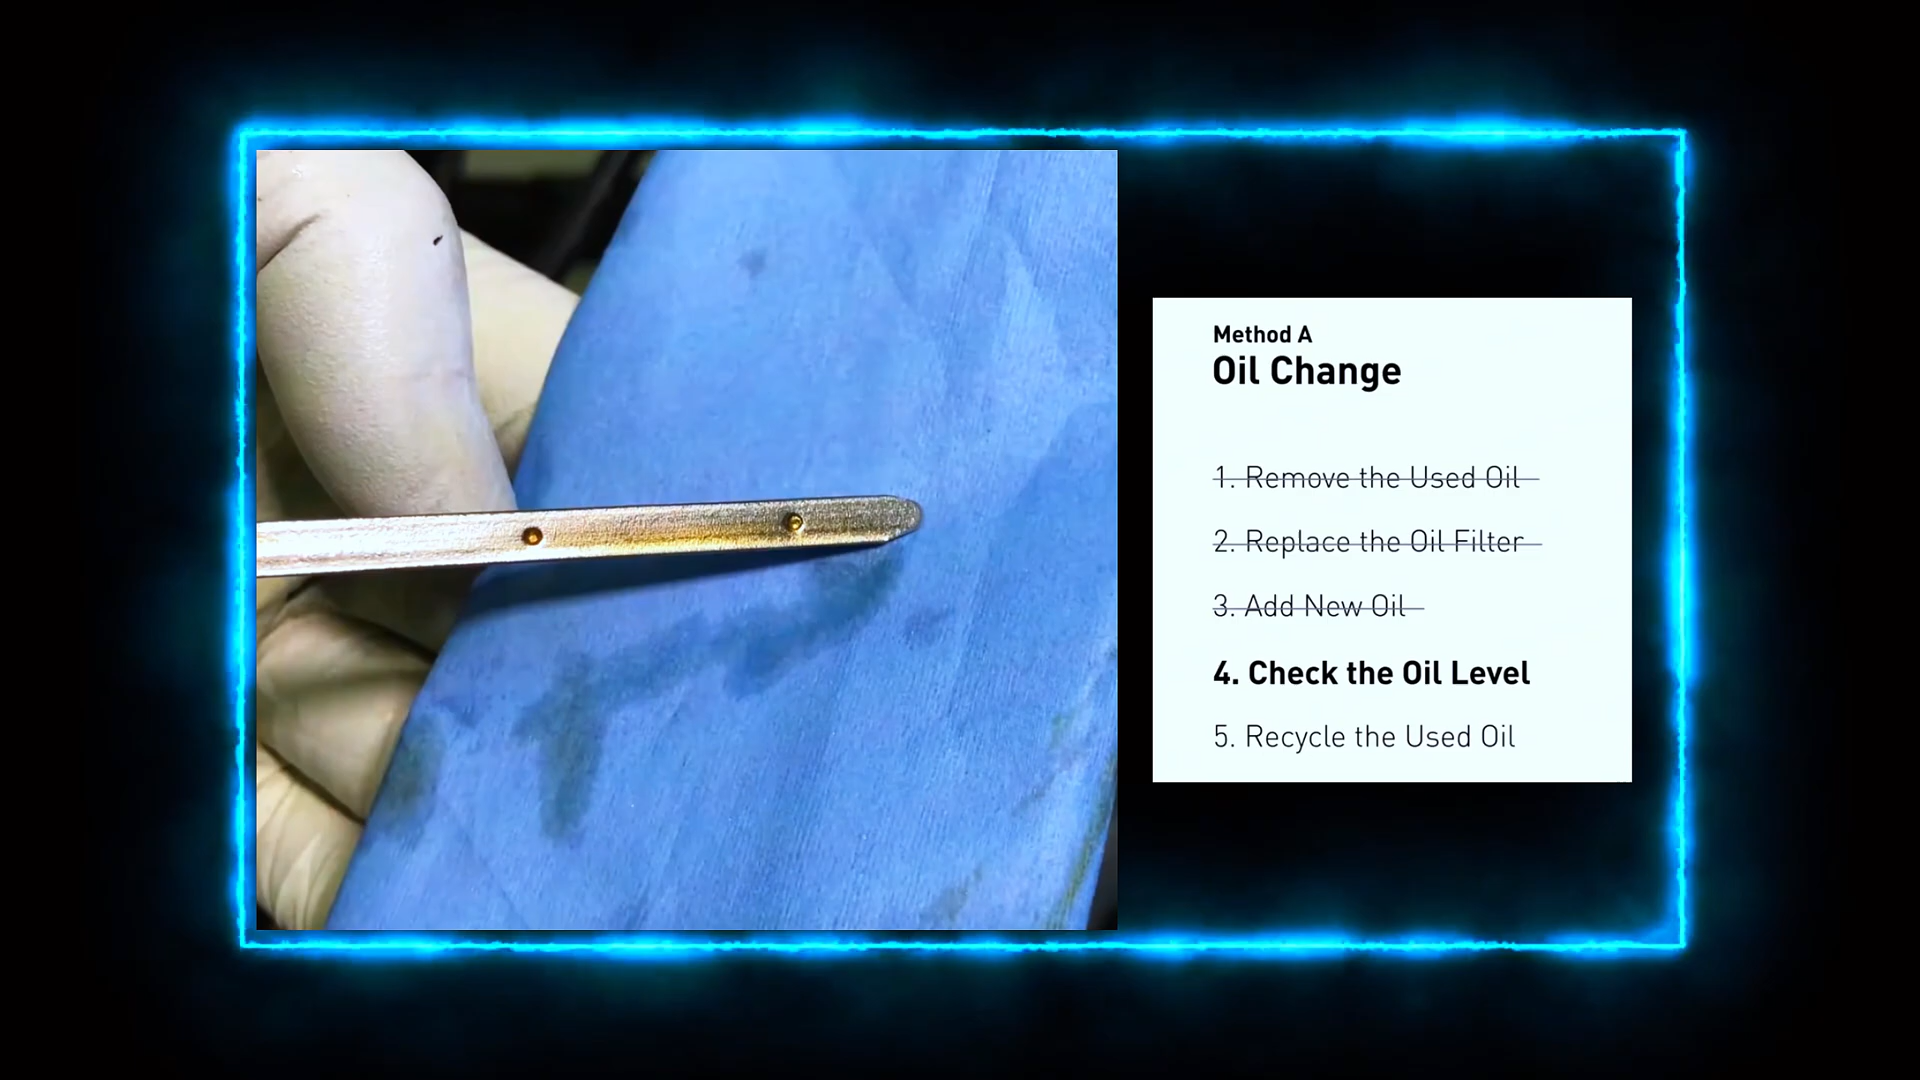 Method A
Oil Change
1. Remove the Used Oil
2. Replace the Oil Filter
3. Add New Oil
4. Check the Oil Level
5. Recycle the Used Oil